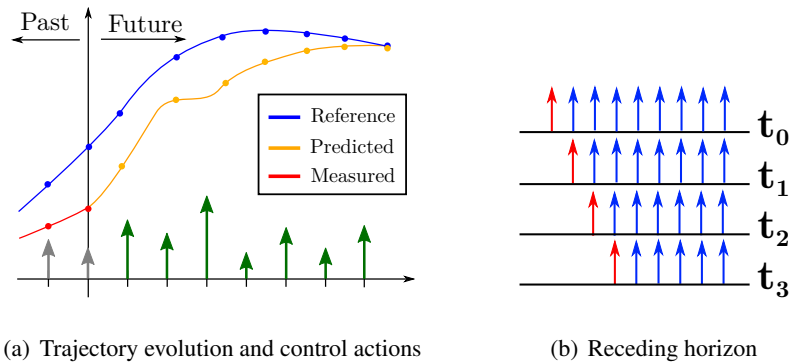 Past
Future
Reference
Predicted
Measured
t0
t1
t2
t3
(a) Trajectory evolution and control actions
(b) Receding horizon